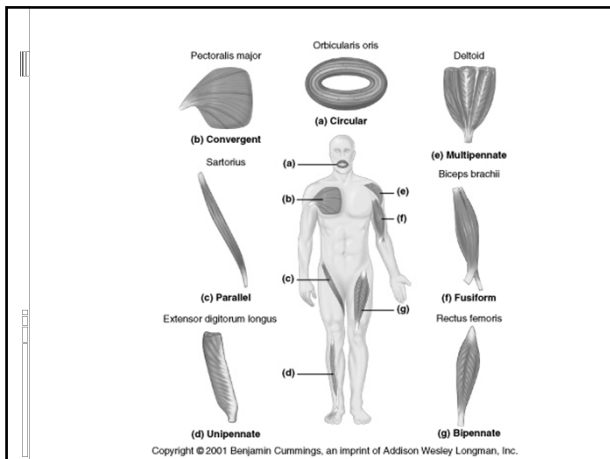 Orbicularis oris
Pectoralis major
Deltoid
(a) Circular
(b) Convergent
(e) Multipennate
Sartorius
(a)
(e)
Biceps brachii
(b)
(f)
(c)
(c) Parallel
(f) Fusiform
(g)
Extensor digitorum longus
Rectus femoris
(d)
(d) Unipennate
(g) Bipennate
Copyright © 2001 Benjamin Cummings, an imprint of Addison Wesley Longman, Inc.